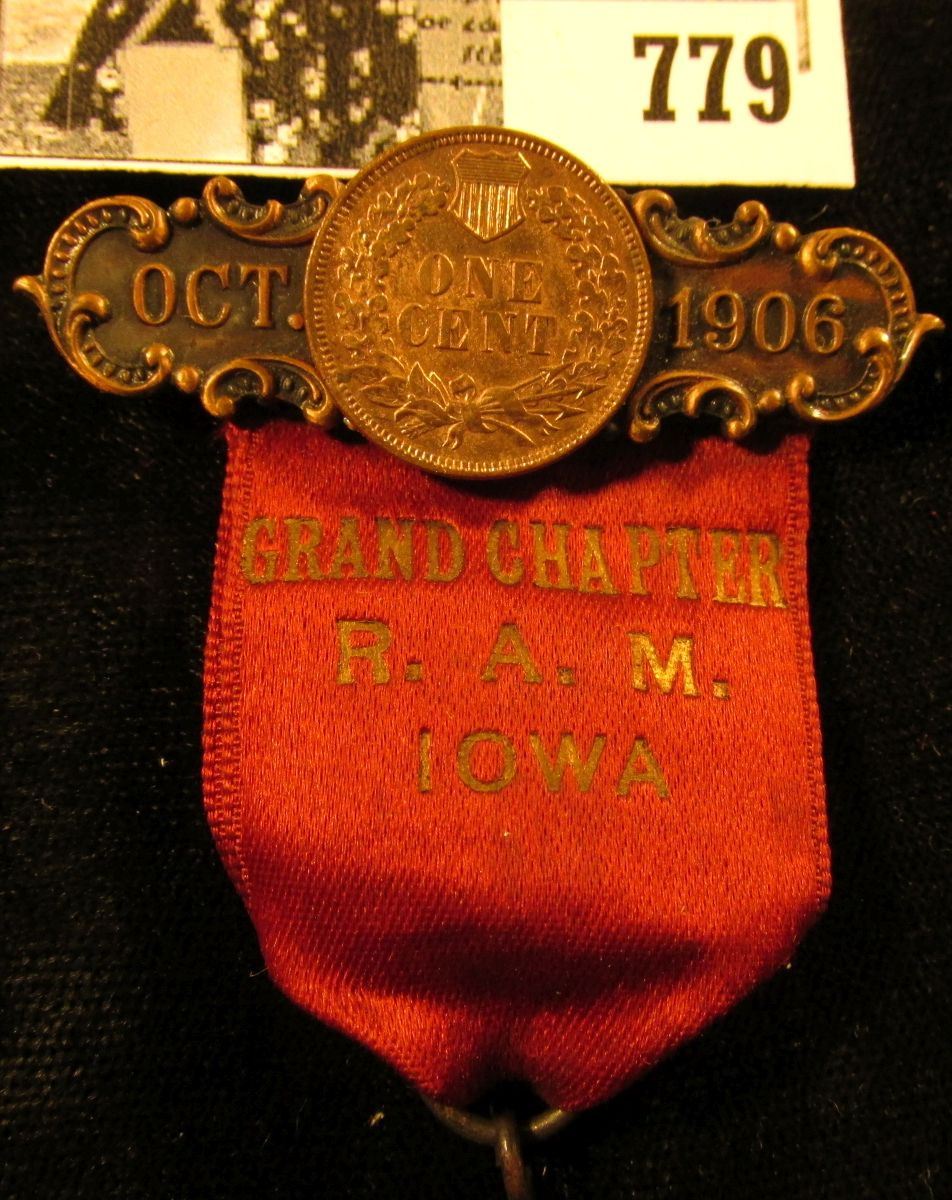 779
OCT. 1906
ONE
CENT
GRAND CHAPTER
R. A. M.
IOWA